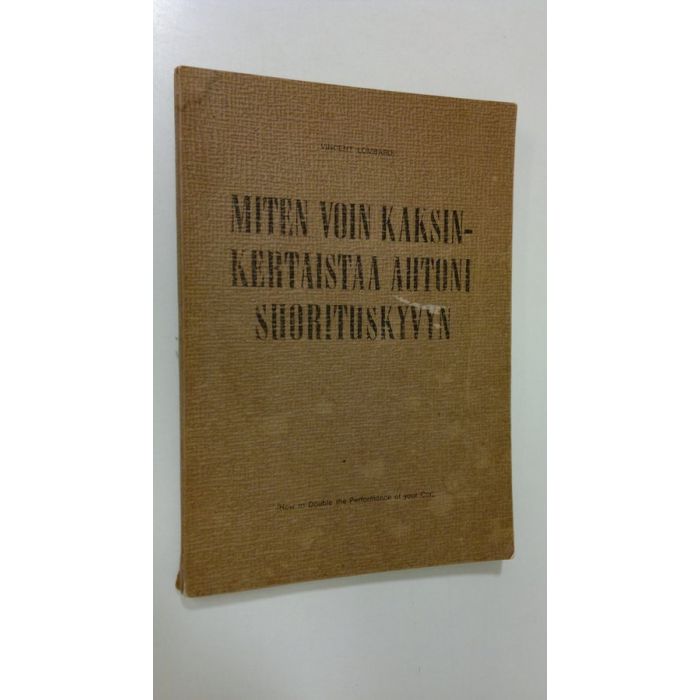 VINCENT LOMBARD
MITEN VOIN KAKSIN-
KERTAISTAA AUTONI
SUORITUSKYVYN
"How to Double the Performance of your Car"